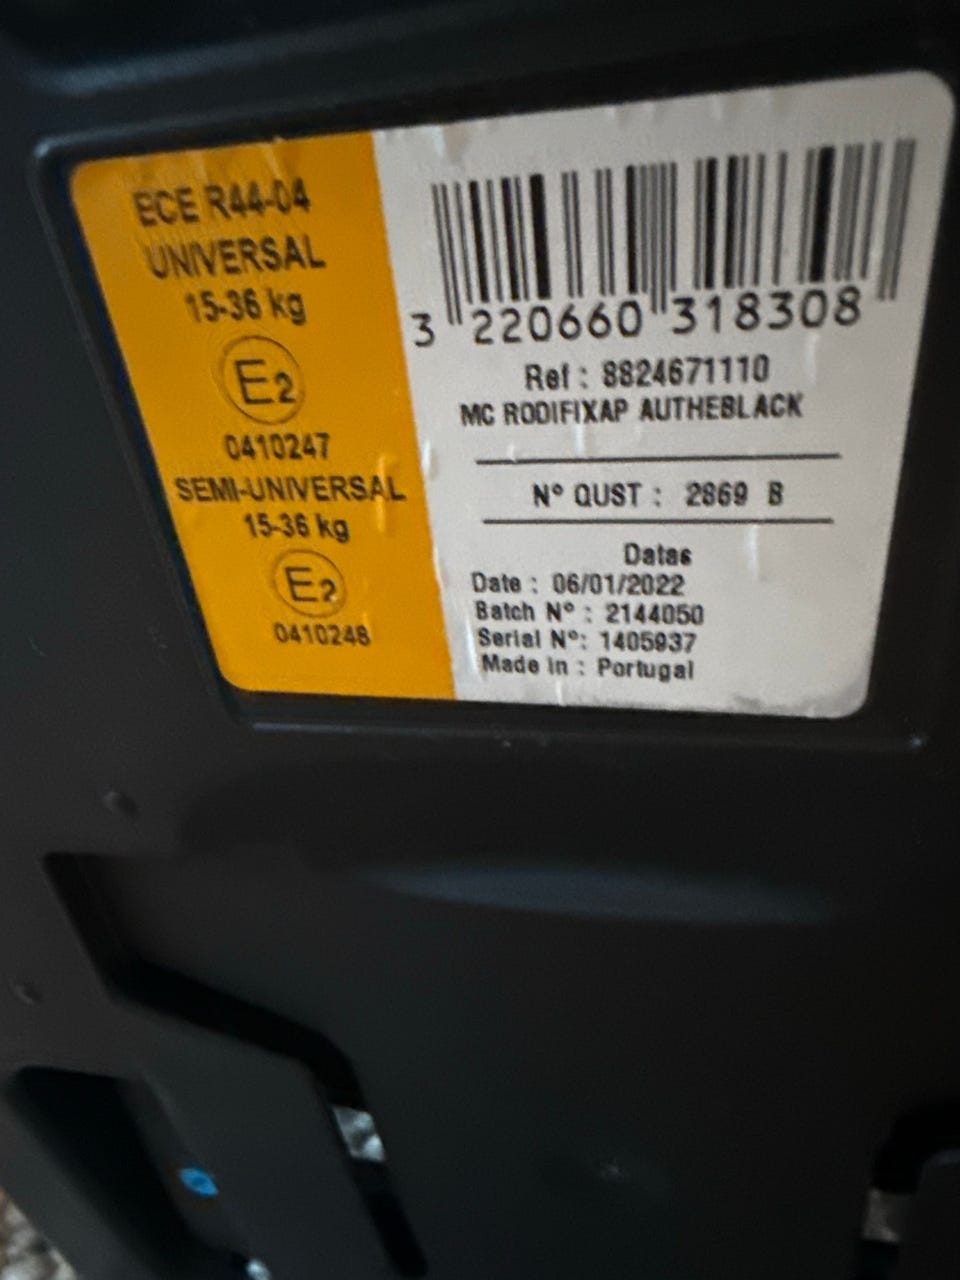 ECE R44-04
UNIVERSAL
15-36 kg
E2
0410247
SEMI-UNIVERSAL
15-36 kg
E2
0410248
3 220660 318308
Ref : 8824671110
MC RODIFIXAP AUTHEBLACK
N° QUST : 2869 B
Datas
Date : 06/01/2022
Batch N° : 2144050
Serial N°: 1405937
Made in : Portugal